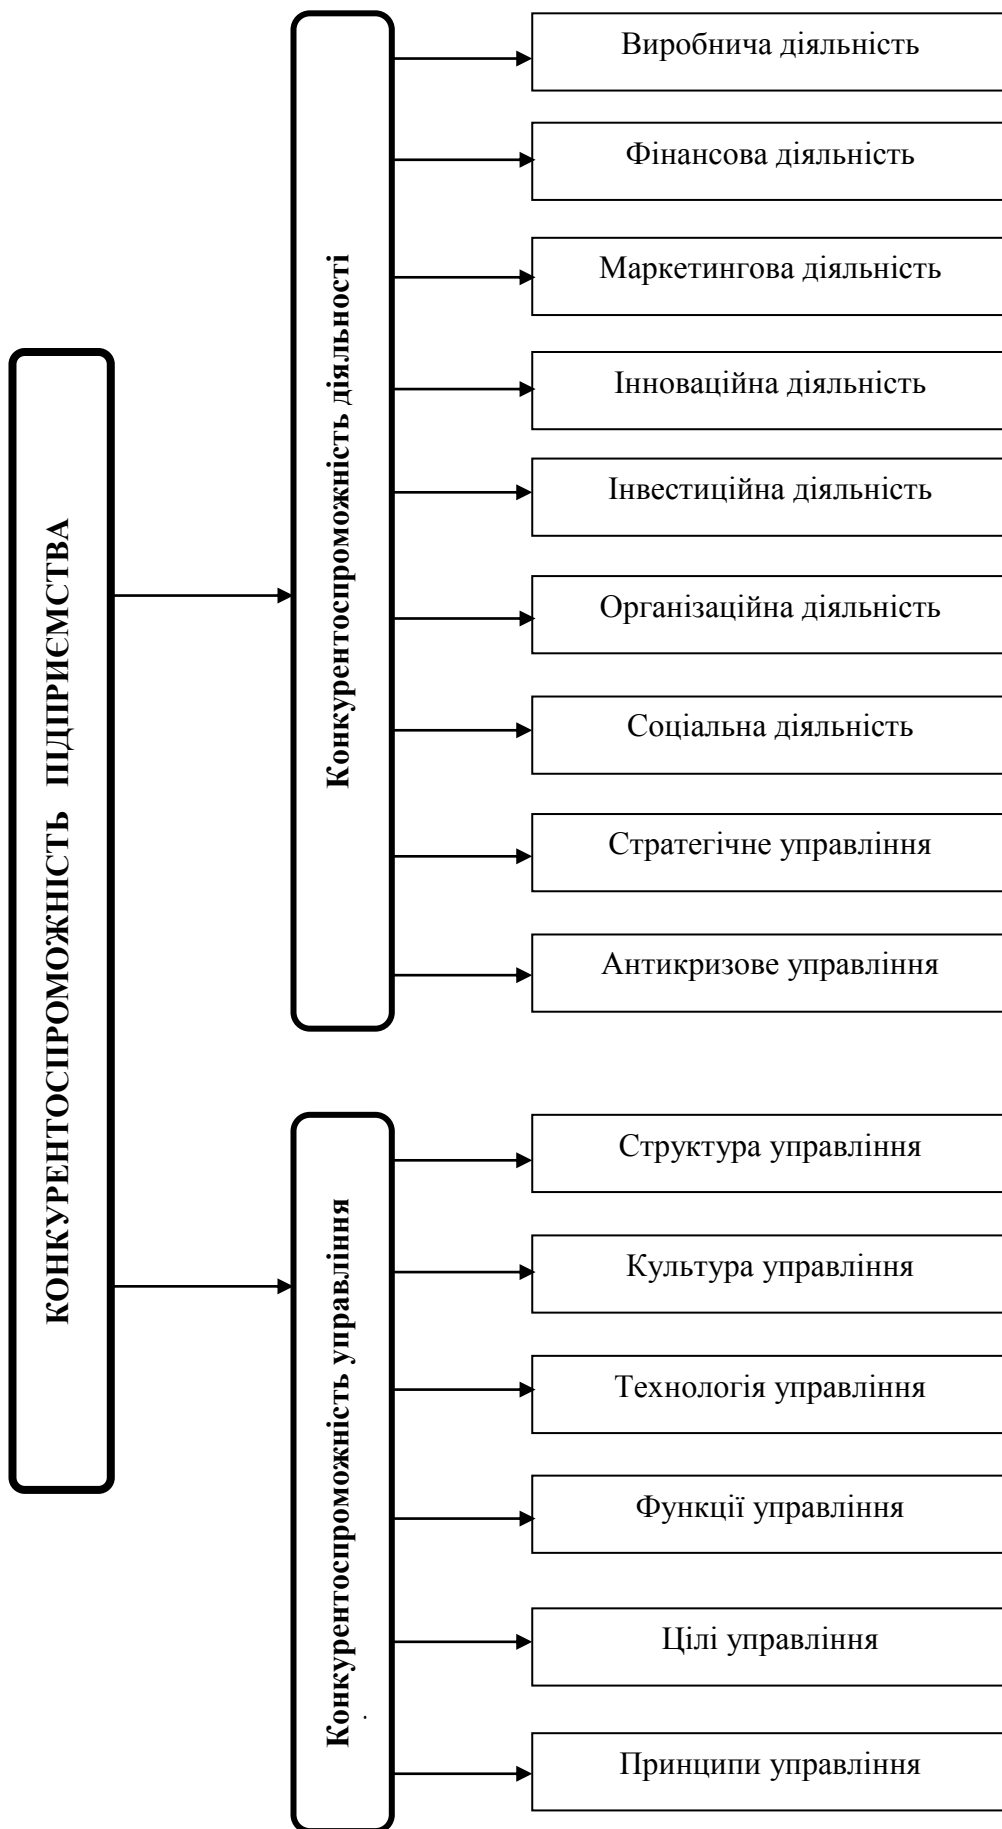 КОНКУРЕНТОСПРОМОЖНІСТЬ ПІДПРИЄМСТВА
Конкурентоспроможність діяльності
Виробнича діяльність
Фінансова діяльність
Маркетингова діяльність
Інноваційна діяльність
Інвестиційна діяльність
Організаційна діяльність
Соціальна діяльність
Стратегічне управління
Антикризове управління
Конкурентоспроможність управління
.
Структура управління
Культура управління
Технологія управління
Функції управління
Цілі управління
Принципи управління